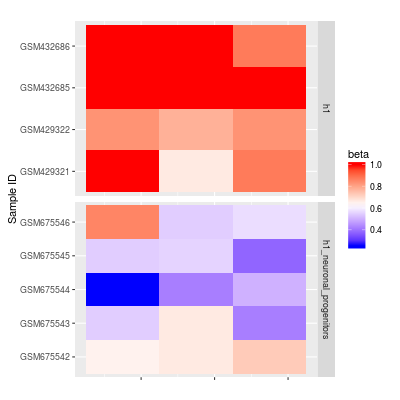 GSM432686
GSM432685
GSM429322
GSM429321
h1
GSM675546
GSM675545
GSM675544
GSM675543
GSM675542
h1_neuronal_progenitors
Sample ID
beta
1.0
0.8
0.6
0.4